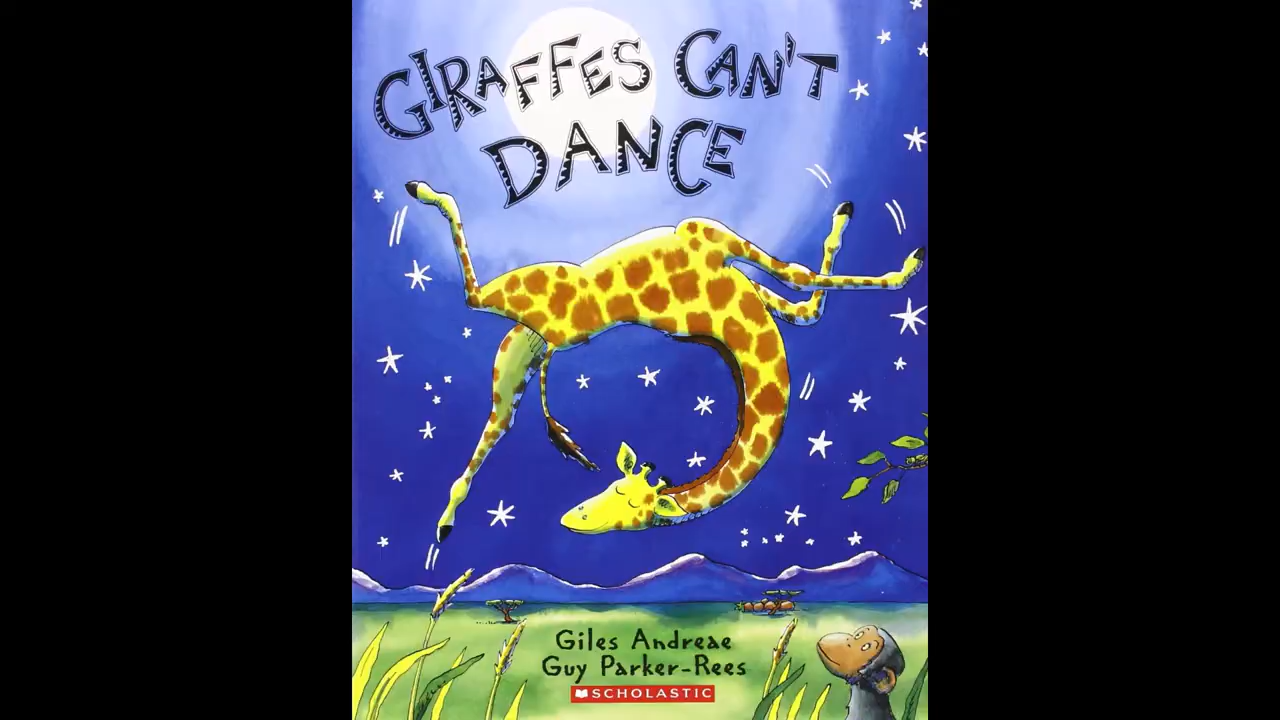 GIRAFFES CAN'T
DANCE
Giles Andreae
Guy Parker-Rees
SCHOLASTIC